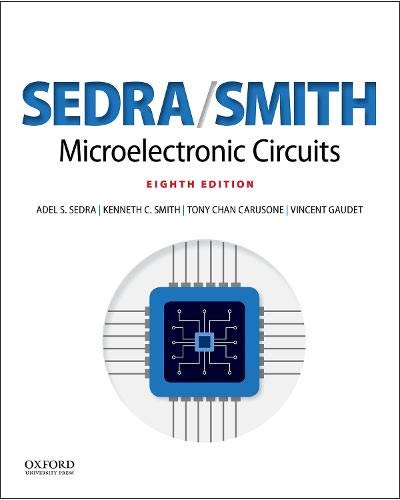 SEDRA/SMITH
Microelectronic Circuits
EIGHTH EDITION
ADEL S. SEDRA | KENNETH C. SMITH | TONY CHAN CARUSONE | VINCENT GAUDET
OXFORD
UNIVERSITY PRESS